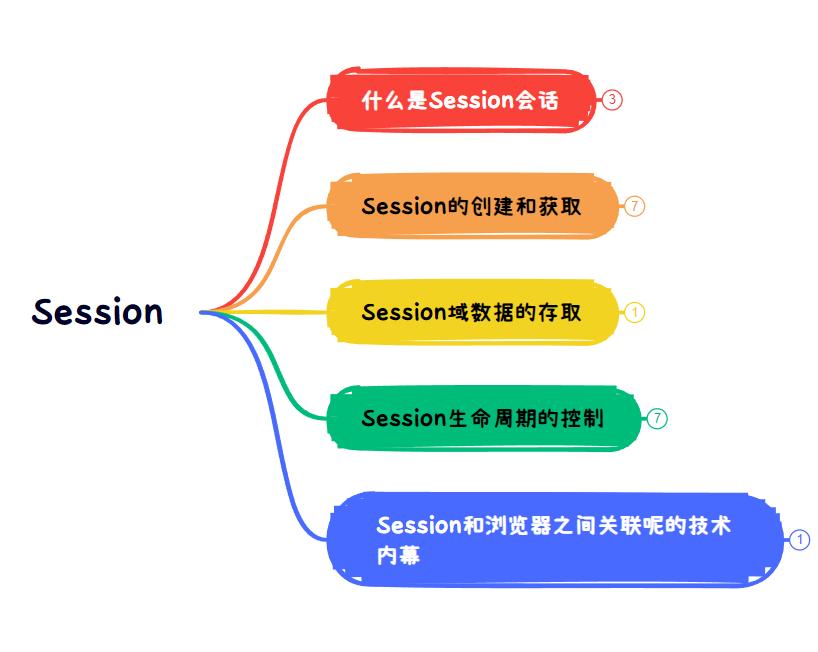 什么是Session会话
3
Session的创建和获取
7
Session
Session域数据的存取
1
Session生命周期的控制
7
Session和浏览器之间关联呢的技术
内幕
1